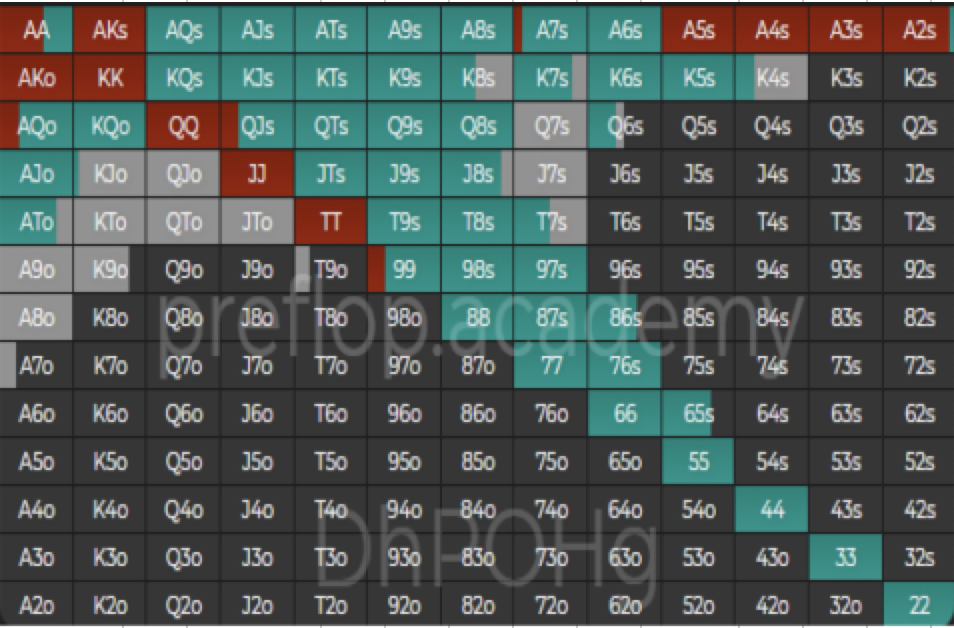 AA AKs AQs AJs ATs A9s A8s A7s A6s A5s A4s A3s A2s
AKo KK KQs KJs KTs K9s K8s K7s K6s K5s K4s K3s K2s
AQo KQo QQ QJs QTs Q9s Q8s Q7s Q6s Q5s Q4s Q3s Q2s
AJo KJo QJo JJ JTs J9s J8s J7s J6s J5s J4s J3s J2s
ATo KTo QTo JTo TT T9s T8s T7s T6s T5s T4s T3s T2s
A9o K9o Q9o J9o T9o 99 98s 97s 96s 95s 94s 93s 92s
preflop.academy
A8o K8o Q8o J8o T8o 98o 88 87s 86s 85s 84s 83s 82s
A7o K7o Q7o J7o T7o 97o 87o 77 76s 75s 74s 73s 72s
A6o K6o Q6o J6o T6o 96o 86o 76o 66 65s 64s 63s 62s
A5o K5o Q5o J5o T5o 95o 85o 75o 65o 55 54s 53s 52s
A4o K4o Q4o J4o T4o 94o 84o 74o 64o 54o 44 43s 42s
DhPOHg
A3o K3o Q3o J3o T3o 93o 83o 73o 63o 53o 43o 33 32s
A2o K2o Q2o J2o T2o 92o 82o 72o 62o 52o 42o 32o 22